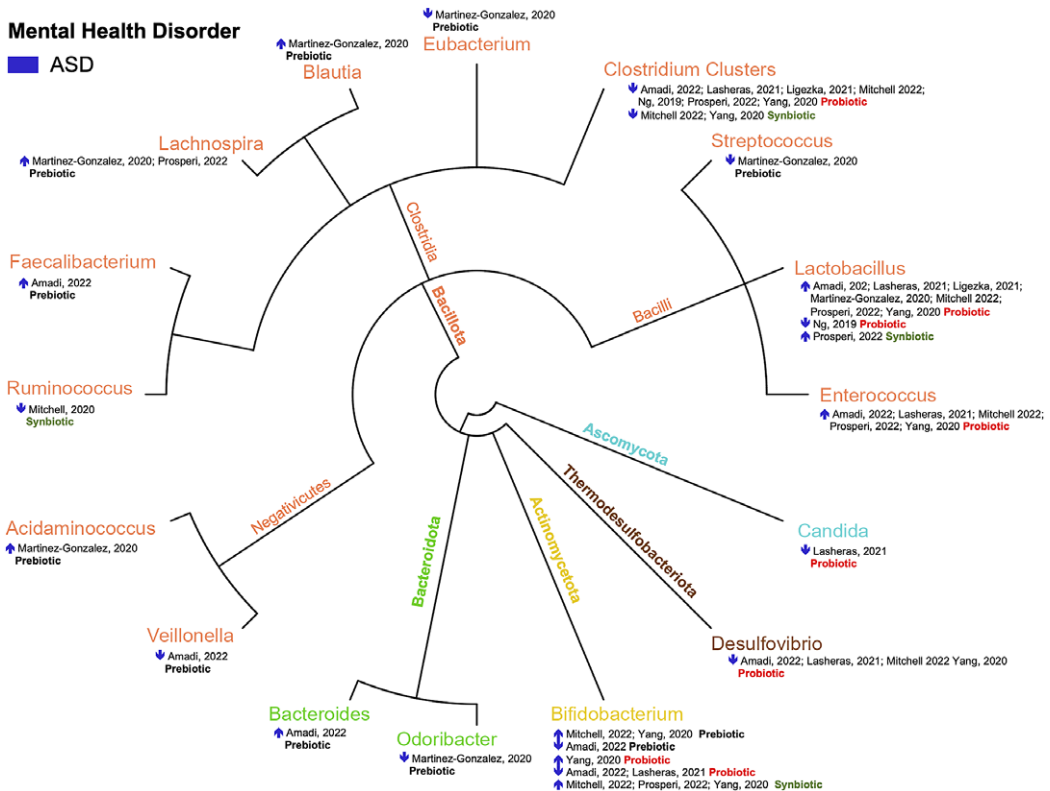 Mental Health Disorder
ASD
Martinez-Gonzalez, 2020
Prebiotic
Eubacterium
Martinez-Gonzalez, 2020
Prebiotic
Blautia
Clostridium Clusters
Amadi, 2022; Lasheras, 2021; Ligezka, 2021; Mitchell 2022;
Ng, 2019; Prosperi, 2022; Yang, 2020 Probiotic
Mitchell 2022; Yang, 2020 Synbiotic
Lachnospira
Martinez-Gonzalez, 2020; Prosperi, 2022
Prebiotic
Streptococcus
Martinez-Gonzalez, 2020
Prebiotic
Clostridia
Faecalibacterium
Amadi, 2022
Prebiotic
Lactobacillus
Amadi, 202; Lasheras, 2021; Ligezka, 2021;
Martinez-Gonzalez, 2020; Mitchell 2022;
Prosperi, 2022; Yang, 2020 Probiotic
Ng, 2019 Probiotic
Prosperi, 2022 Synbiotic
Bacillota
Bacilli
Ruminococcus
Mitchell, 2020
Synbiotic
Enterococcus
Amadi, 2022; Lasheras, 2021; Mitchell 2022;
Prosperi, 2022; Yang, 2020 Probiotic
Ascomycota
Thermodesulfobacteriota
Negativicutes
Actinomycetota
Bacteroidota
Acidaminococcus
Martinez-Gonzalez, 2020
Prebiotic
Candida
Lasheras, 2021
Probiotic
Veillonella
Amadi, 2022
Prebiotic
Desulfovibrio
Amadi, 2022; Lasheras, 2021; Mitchell 2022 Yang, 2020
Probiotic
Bacteroides
Amadi, 2022
Prebiotic
Odoribacter
Martinez-Gonzalez, 2020
Prebiotic
Bifidobacterium
Mitchell, 2022; Yang, 2020 Prebiotic
Amadi, 2022 Prebiotic
Yang, 2020 Probiotic
Amadi, 2022; Lasheras, 2021 Probiotic
Mitchell, 2022; Prosperi, 2022; Yang, 2020 Synbiotic